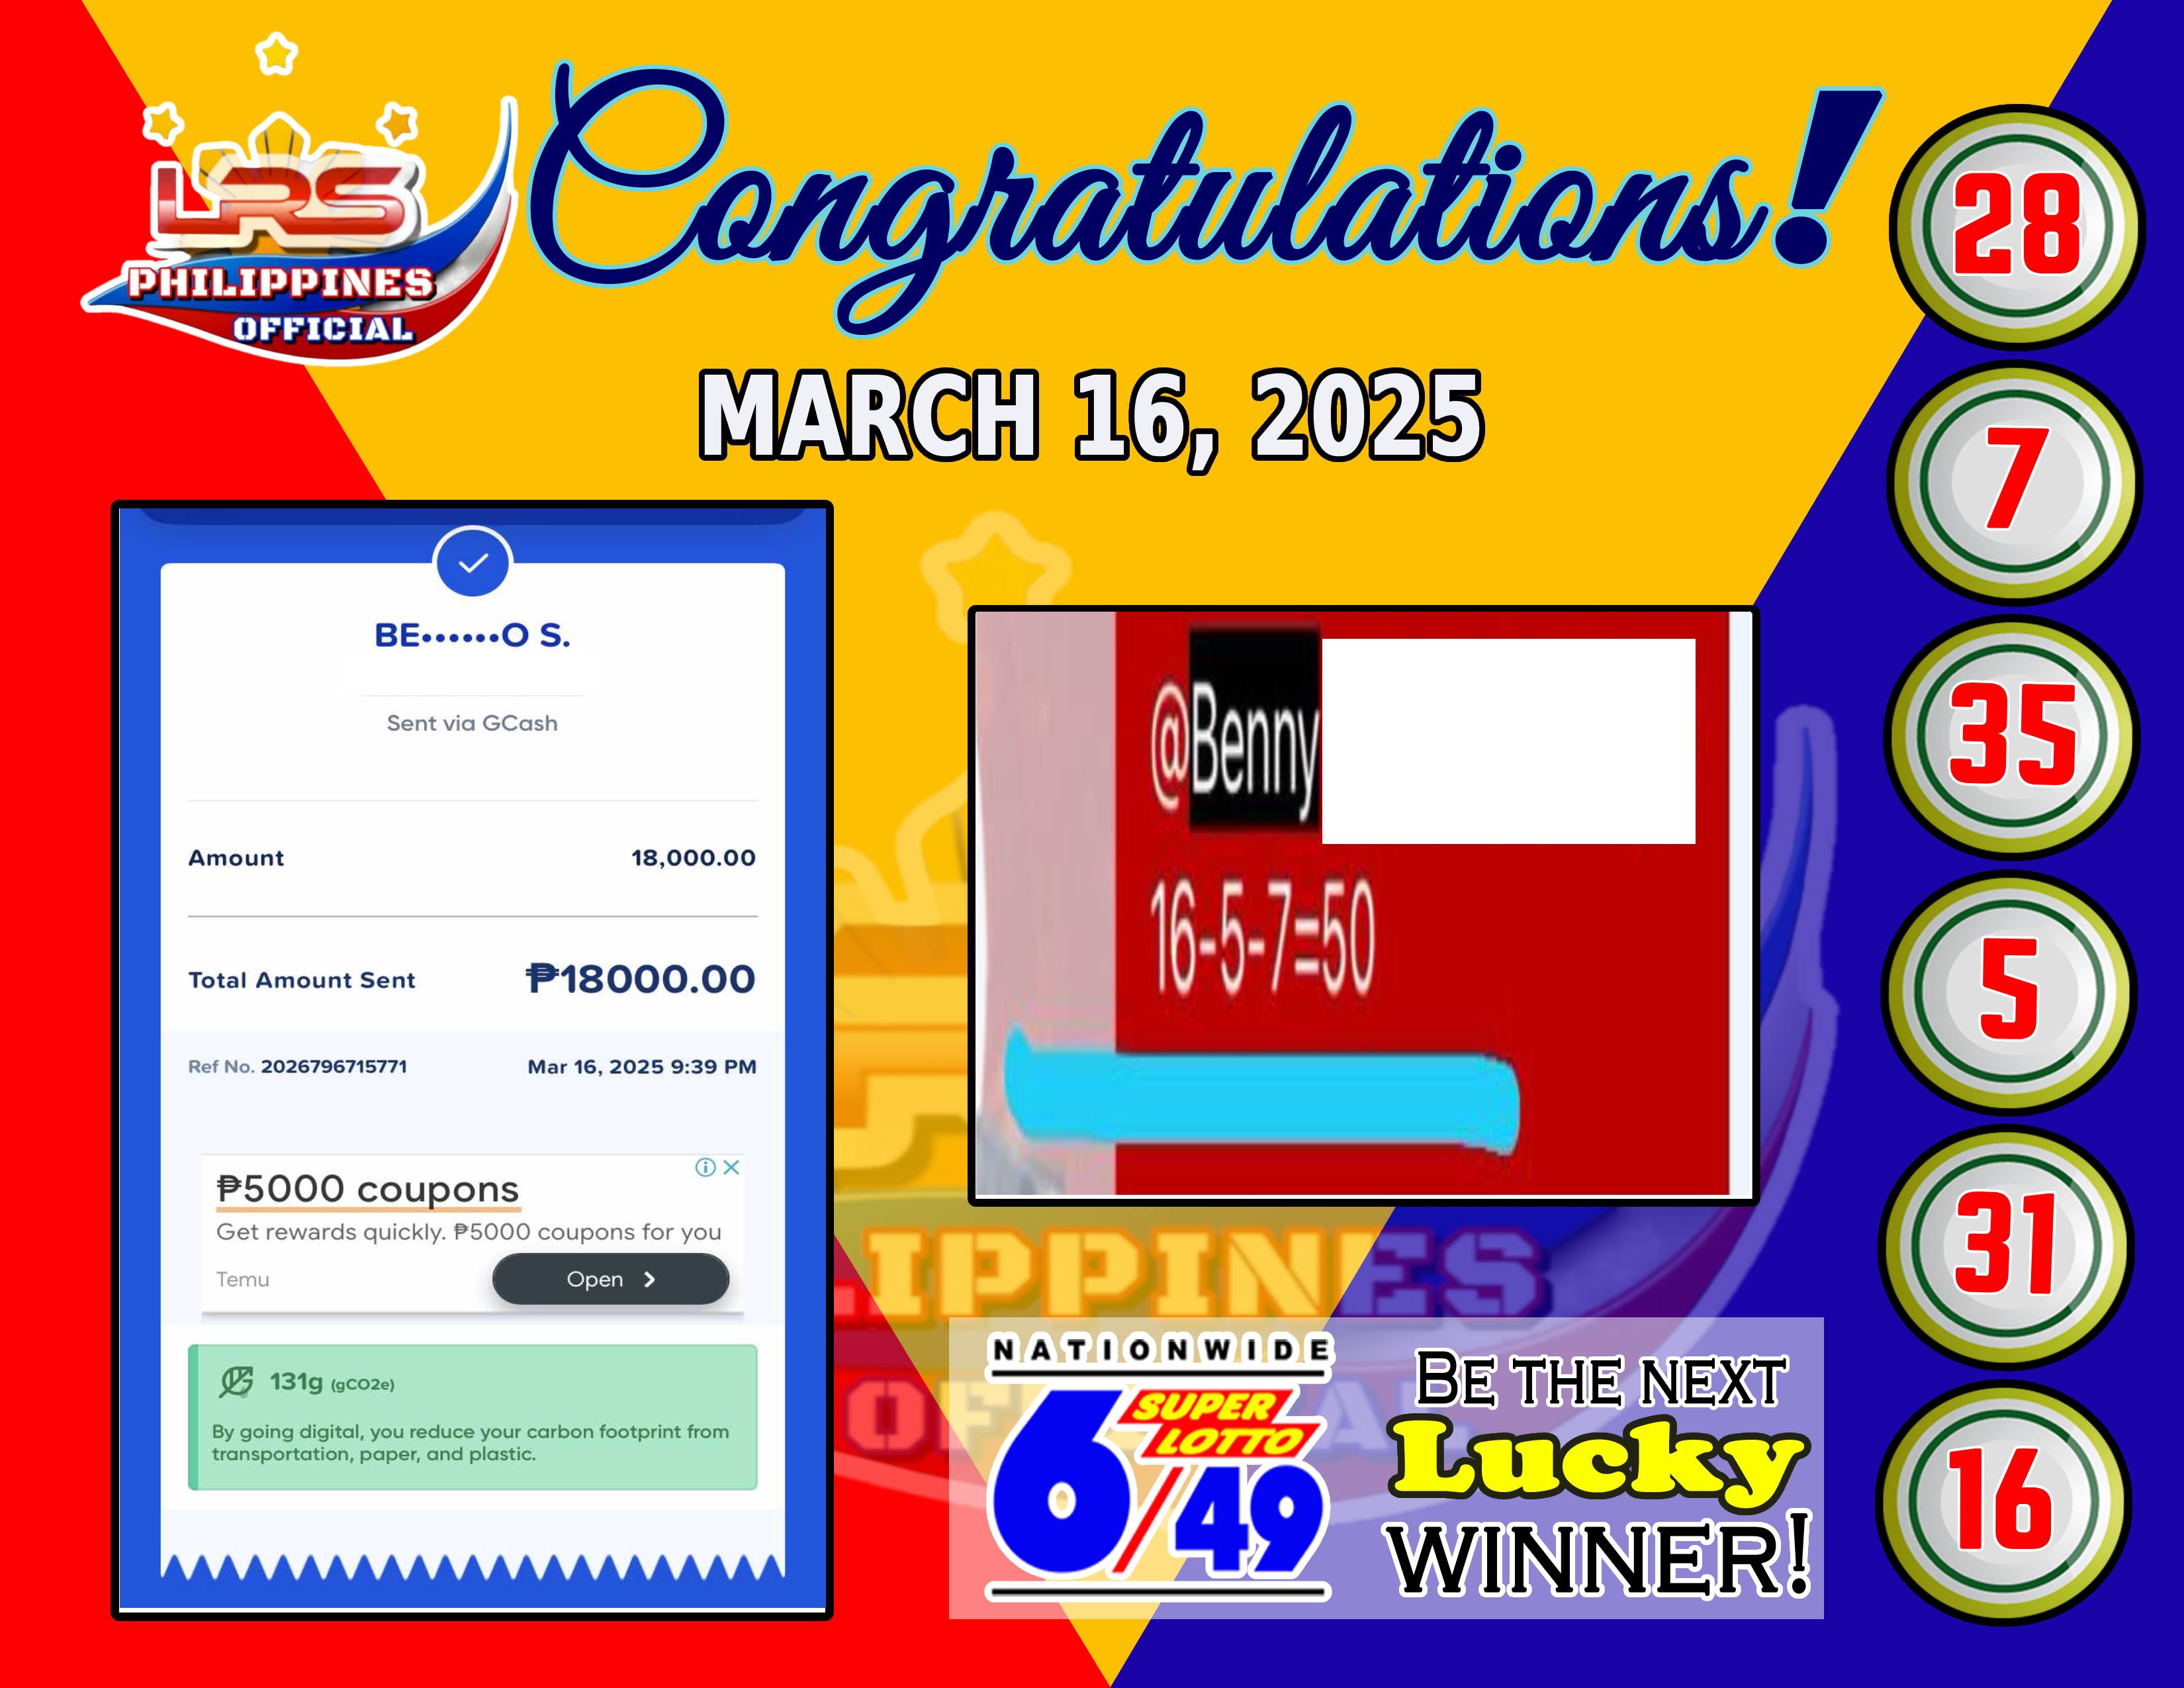 LRS
PHILIPPINES
OFFICIAL
Congratulations!
MARCH 16, 2025
BE••••••O S.
Sent via GCash
Amount 18,000.00
Total Amount Sent ₱18000.00
Ref No. 2026796715771 Mar 16, 2025 9:39 PM
₱5000 coupons
Get rewards quickly. ₱5000 coupons for you
Temu Open
131g (gCO2e)
By going digital, you reduce your carbon footprint from
transportation, paper, and plastic.
@Benny
16-5-7=50
LIPPINES
NATIONWIDE
SUPER
LOTTO
6/49
BE THE NEXT
Lucky
WINNER!
28
7
35
5
31
16